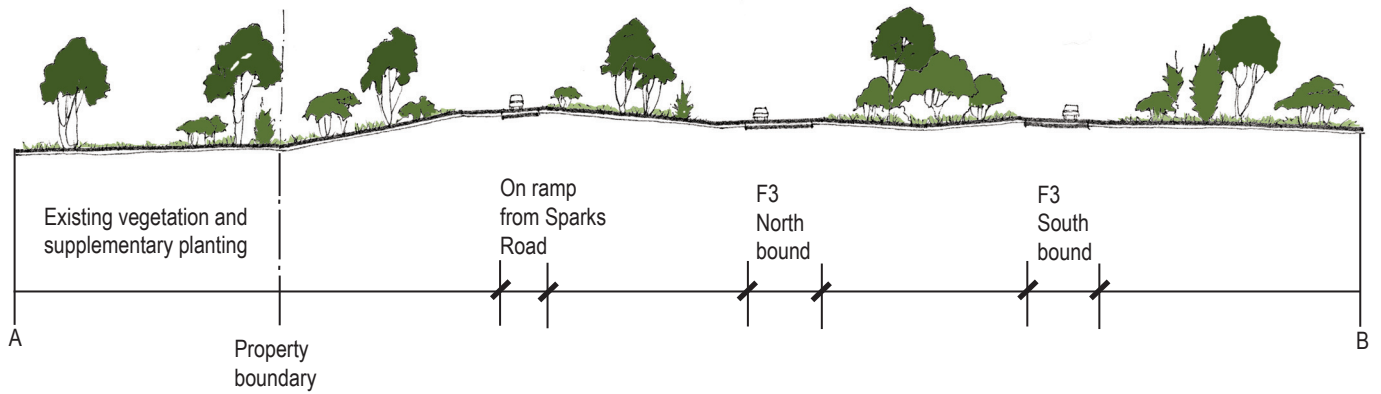 Existing vegetation and
supplementary planting
On ramp
from Sparks
Road
F3
North
bound
F3
South
bound
A
Property
boundary
B